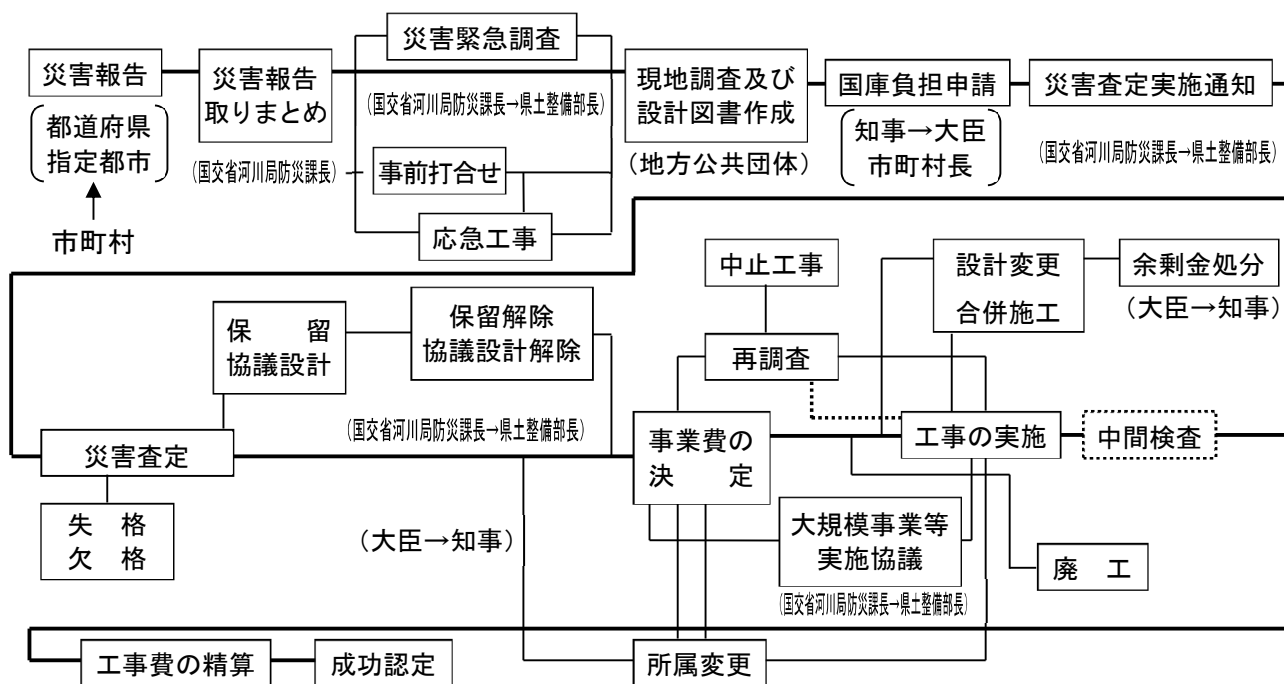 災害緊急調査
災害報告
災害報告
取りまとめ
現地調査及び
設計図書作成
国庫負担申請
災害査定実施通知
(国交省河川局防災課長→県土整備部長)
都道府県
指定都市
(国交省河川局防災課長)
事前打合せ
(地方公共団体)
知事→大臣
市町村長
(国交省河川局防災課長→県土整備部長)
市町村
応急工事
中止工事
設計変更
合併施工
余剰金処分
(大臣→知事)
保 留
協議設計
保留解除
協議設計解除
再調査
(国交省河川局防災課長→県土整備部長)
災害査定
事業費の
決 定
工事の実施
中間検査
失 格
欠 格
(大臣→知事)
大規模事業等
実施協議
(国交省河川局防災課長→県土整備部長)
廃 工
工事費の精算
成功認定
所属変更